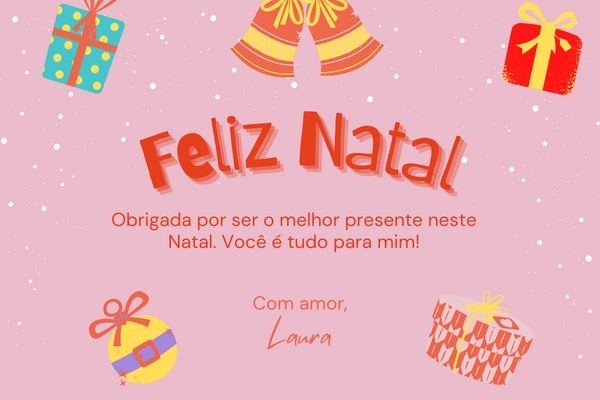 Feliz Natal
Obrigada por ser o melhor presente neste
Natal. Você é tudo para mim!
Com amor,
Laura